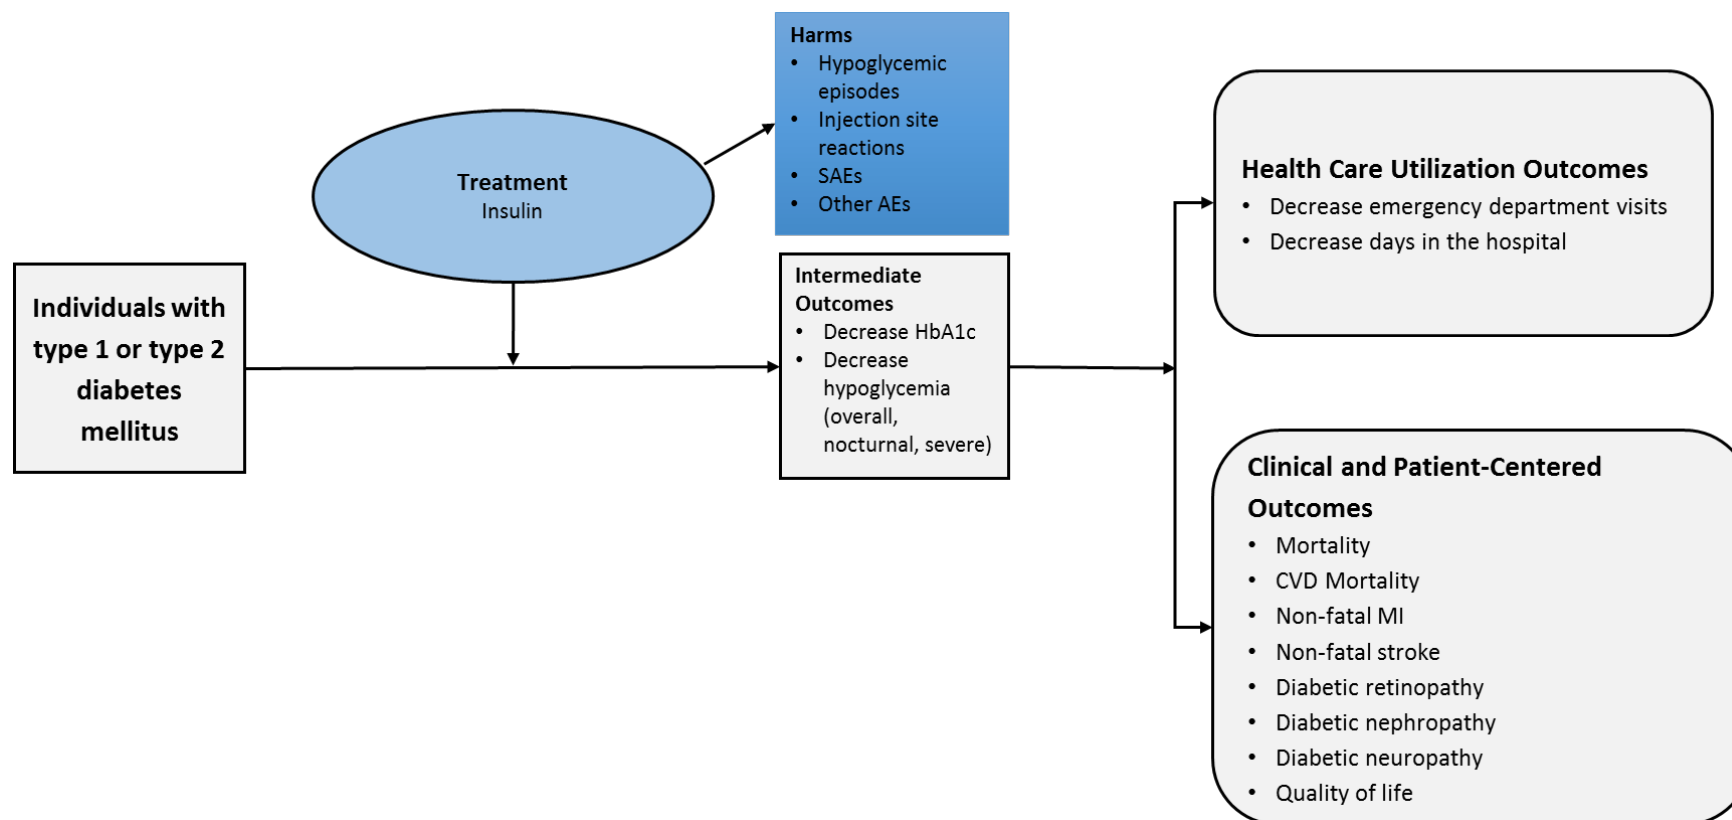 Individuals with
type 1 or type 2
diabetes
mellitus
Treatment
Insulin
Harms
• Hypoglycemic
episodes
• Injection site
reactions
• SAEs
• Other AEs
Intermediate
Outcomes
• Decrease HbA1c
• Decrease
hypoglycemia
(overall,
nocturnal, severe)
Health Care Utilization Outcomes
• Decrease emergency department visits
• Decrease days in the hospital
Clinical and Patient-Centered
Outcomes
• Mortality
• CVD Mortality
• Non-fatal MI
• Non-fatal stroke
• Diabetic retinopathy
• Diabetic nephropathy
• Diabetic neuropathy
• Quality of life